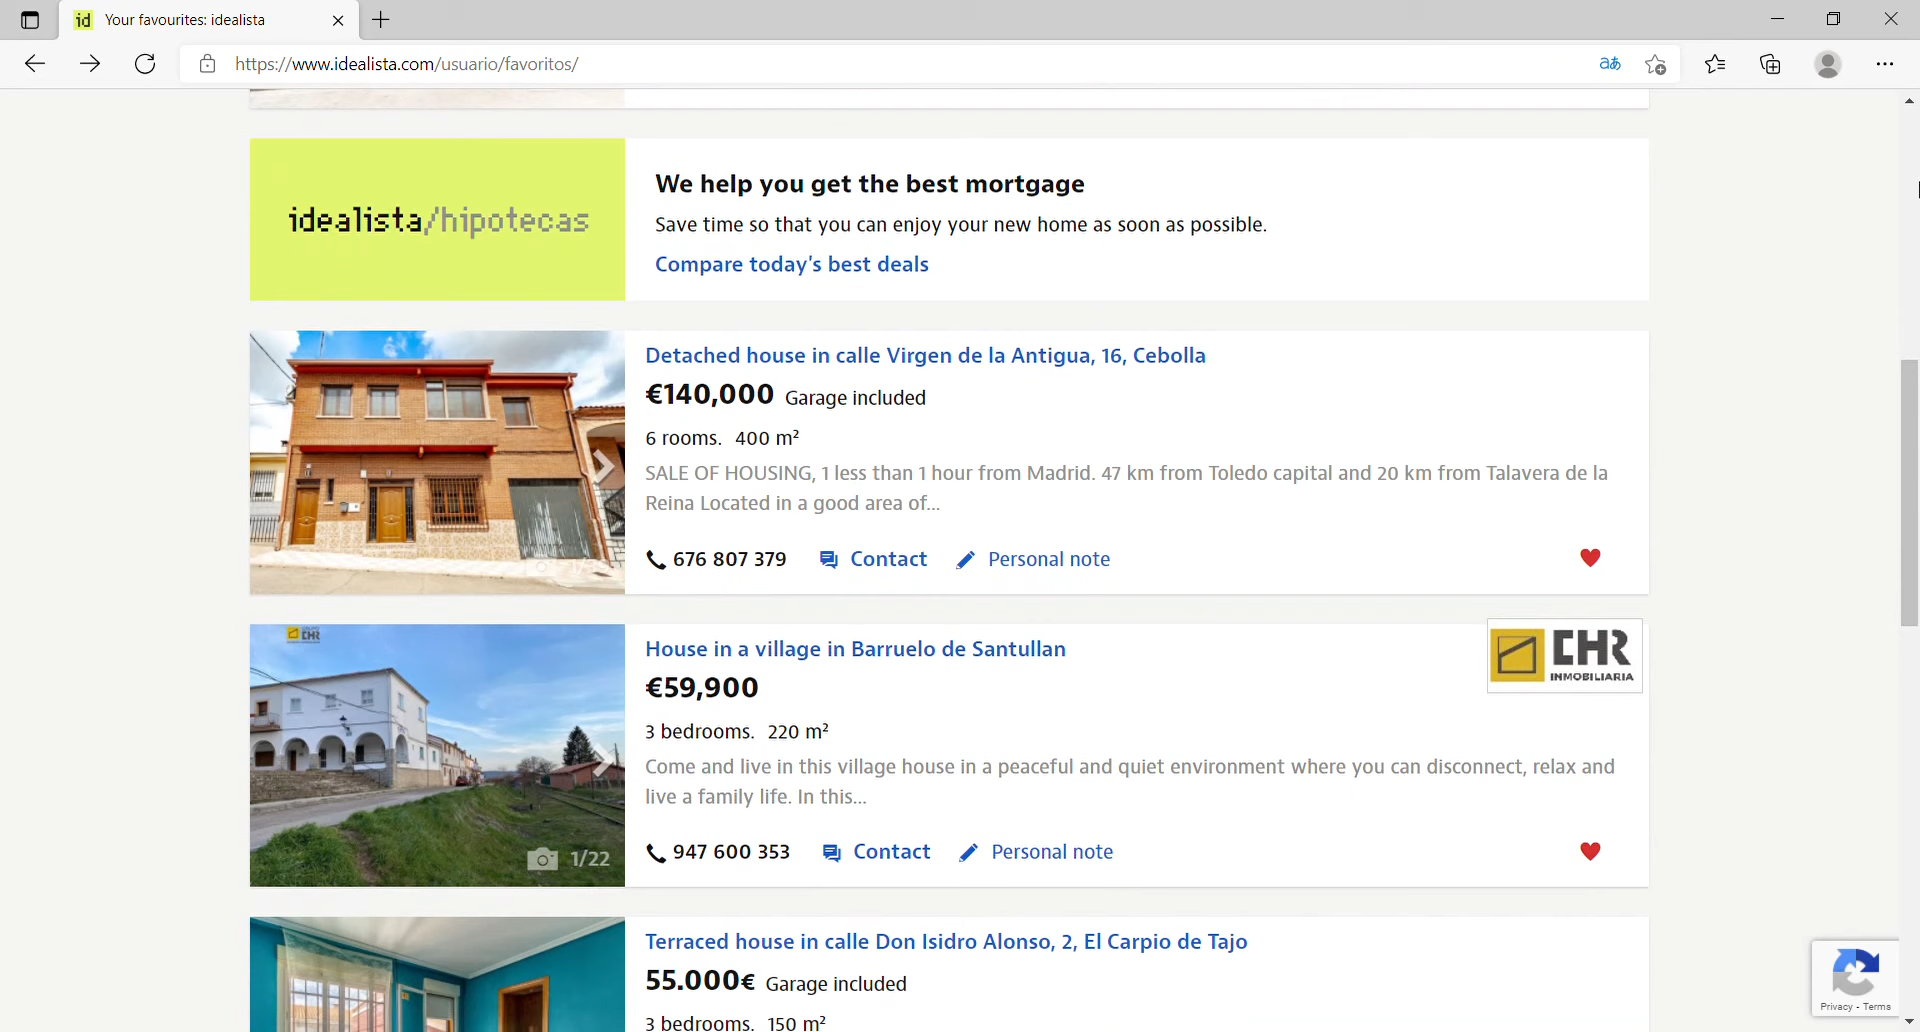 Your favourites: idealista
https://www.idealista.com/usuario/favoritos/
idealista/hipotecas
We help you get the best mortgage
Save time so that you can enjoy your new home as soon as possible.
Compare today's best deals
Detached house in calle Virgen de la Antigua, 16, Cebolla
€140,000 Garage included
6 rooms. 400 m²
SALE OF HOUSING, 1 less than 1 hour from Madrid. 47 km from Toledo capital and 20 km from Talavera de la
Reina Located in a good area of...
676 807 379 Contact Personal note
CHR
House in a village in Barruelo de Santullan
CHR
INMOBILIARIA
€59,900
3 bedrooms. 220 m²
Come and live in this village house in a peaceful and quiet environment where you can disconnect, relax and
live a family life. In this...
1/22
947 600 353 Contact Personal note
Terraced house in calle Don Isidro Alonso, 2, El Carpio de Tajo
55.000€ Garage included
3 bedrooms. 150 m²
Privacy - Terms